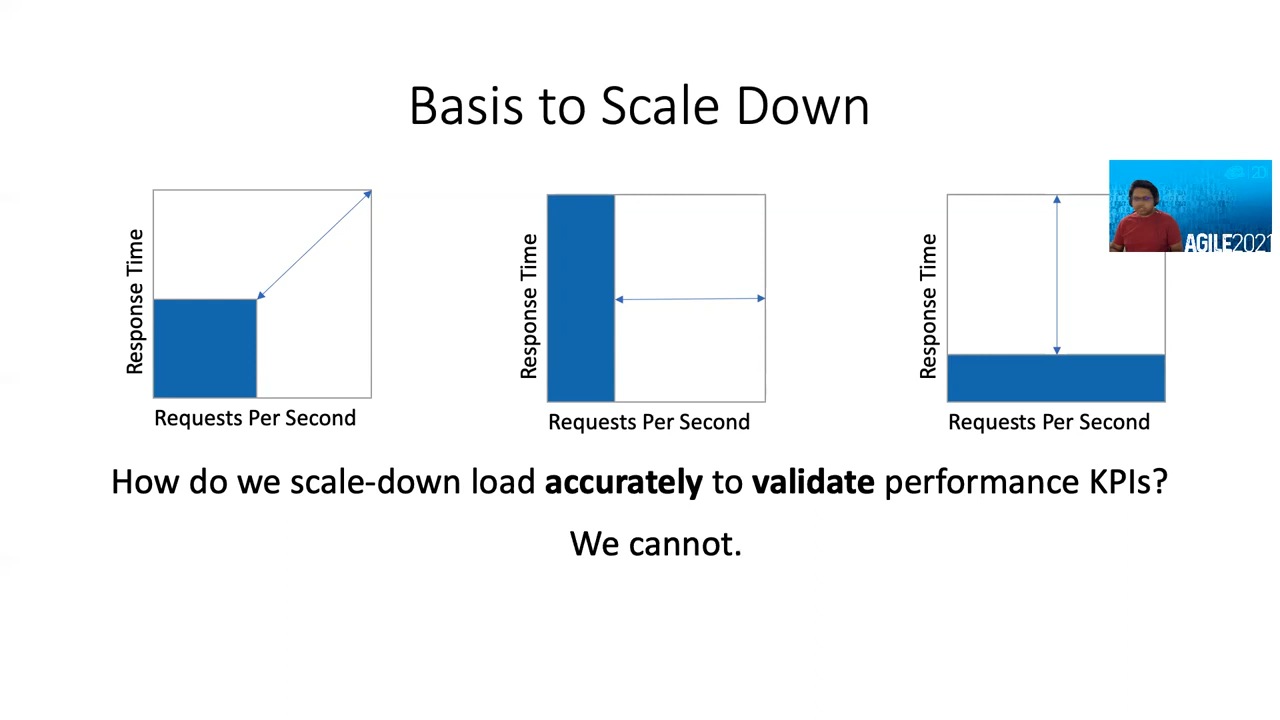 Basis to Scale Down
AGILE2021
Response Time
Requests Per Second
Response Time
Requests Per Second
Response Time
Requests Per Second
How do we scale-down load accurately to validate performance KPIs?
We cannot.